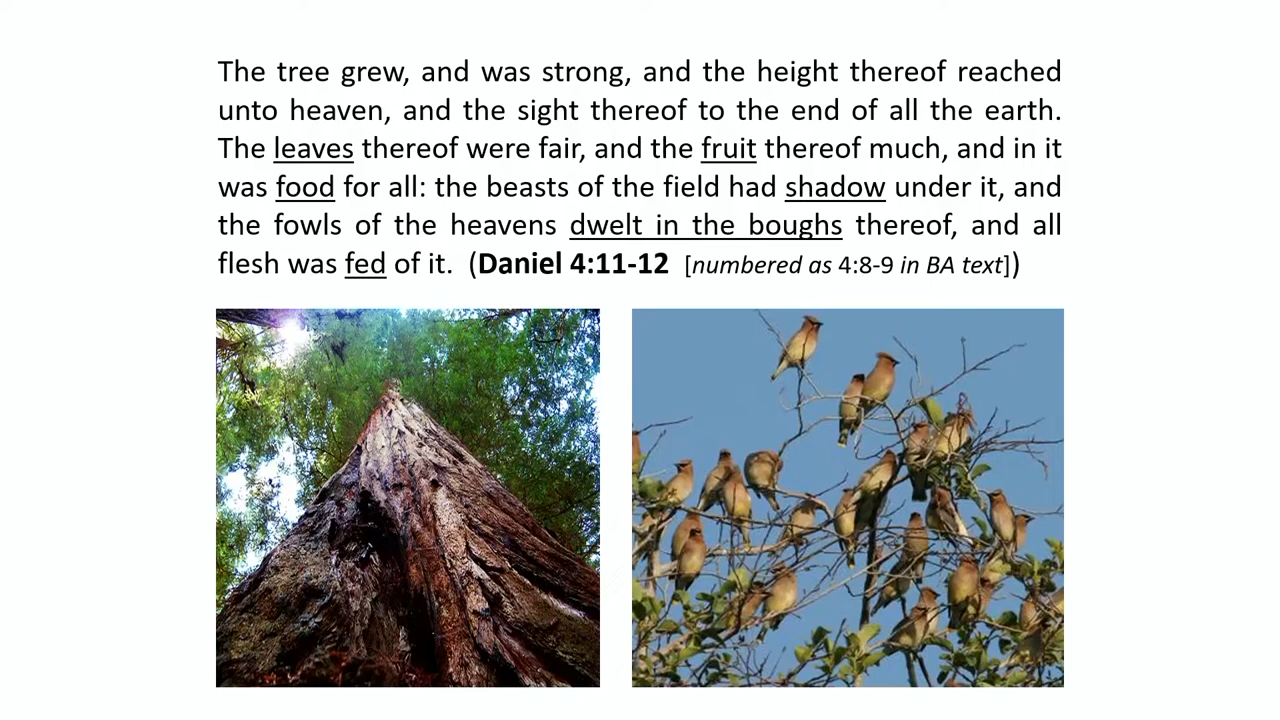 The tree grew, and was strong, and the height thereof reached
unto heaven, and the sight thereof to the end of all the earth.
The leaves thereof were fair, and the fruit thereof much, and in it
was food for all: the beasts of the field had shadow under it, and
the fowls of the heavens dwelt in the boughs thereof, and all
flesh was fed of it. (Daniel 4:11-12 [numbered as 4:8-9 in BA text])